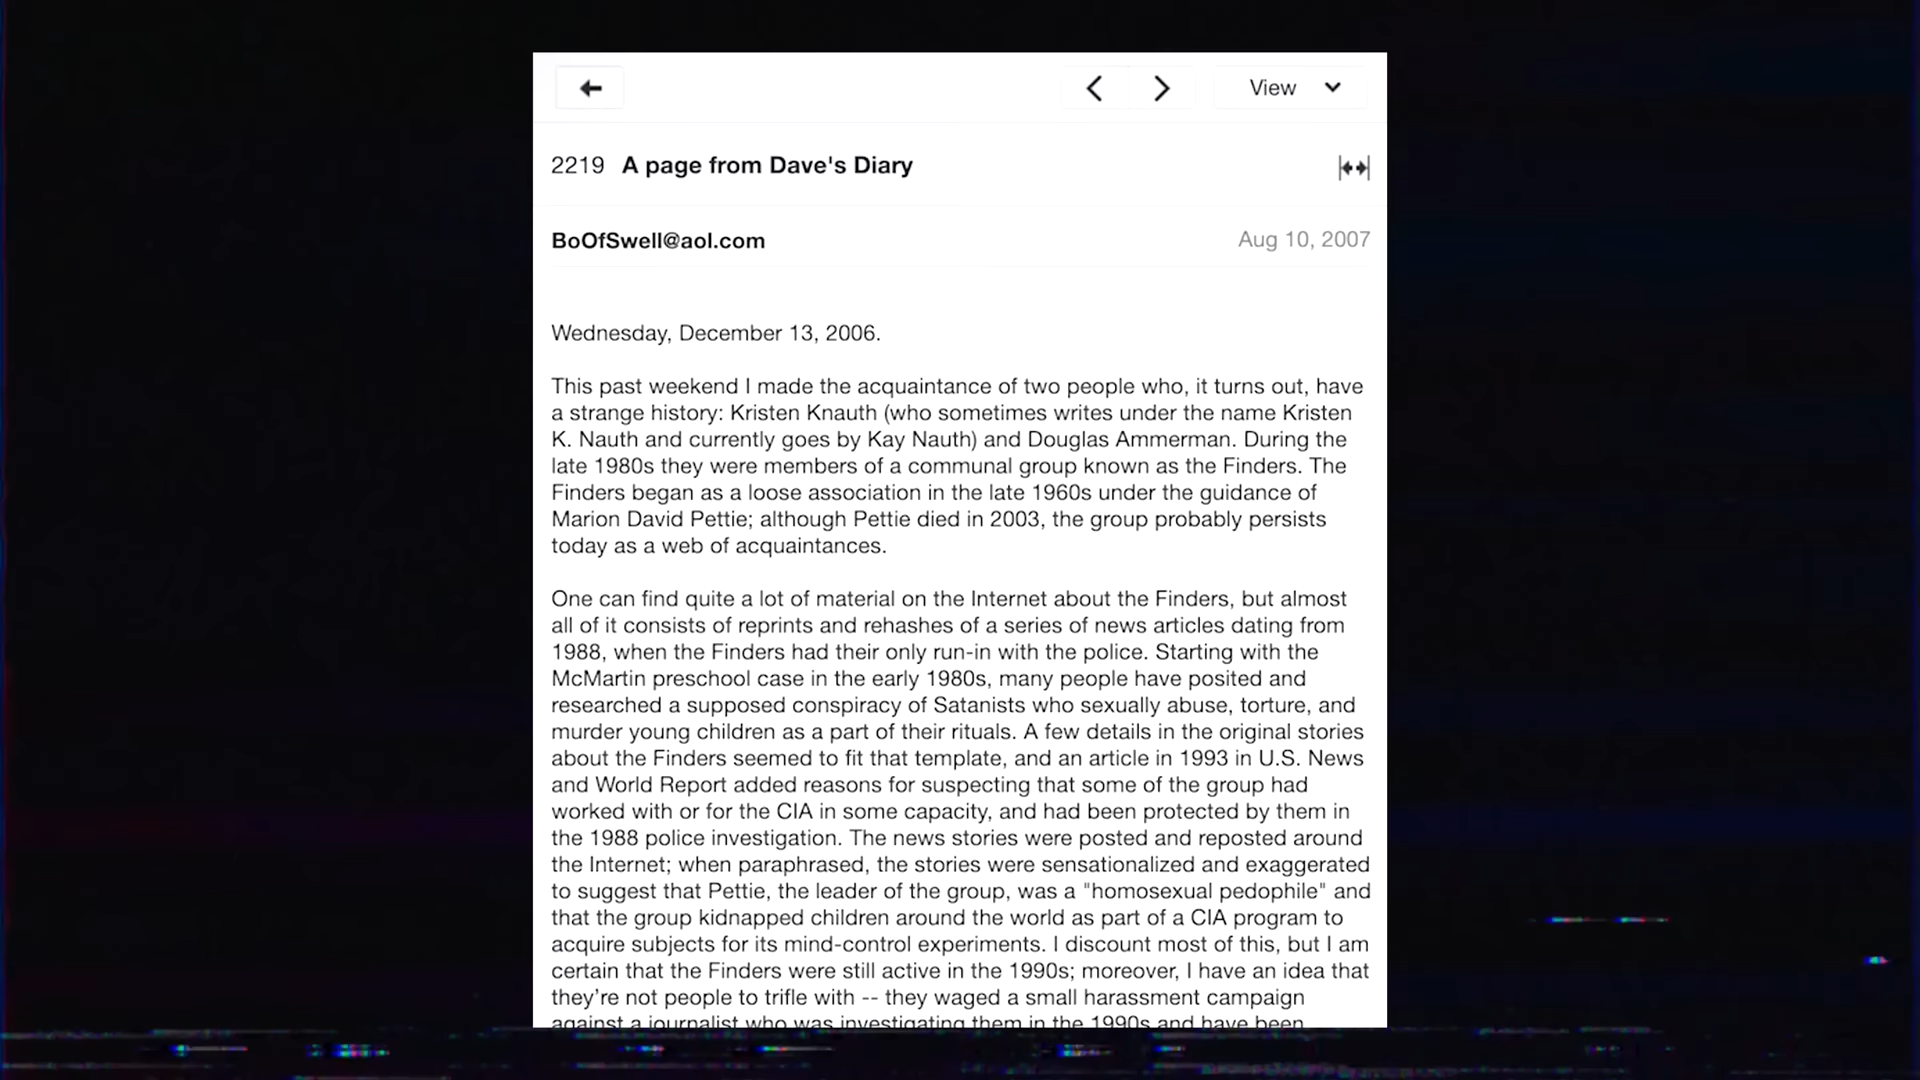 View
2219 A page from Dave's Diary
BoOfSwell@aol.com
Aug 10, 2007
Wednesday, December 13, 2006.
This past weekend I made the acquaintance of two people who, it turns out, have
a strange history: Kristen Knauth (who sometimes writes under the name Kristen
K. Nauth and currently goes by Kay Nauth) and Douglas Ammerman. During the
late 1980s they were members of a communal group known as the Finders. The
Finders began as a loose association in the late 1960s under the guidance of
Marion David Pettie; although Pettie died in 2003, the group probably persists
today as a web of acquaintances.
One can find quite a lot of material on the Internet about the Finders, but almost
all of it consists of reprints and rehashes of a series of news articles dating from
1988, when the Finders had their only run-in with the police. Starting with the
McMartin preschool case in the early 1980s, many people have posited and
researched a supposed conspiracy of Satanists who sexually abuse, torture, and
murder young children as a part of their rituals. A few details in the original stories
about the Finders seemed to fit that template, and an article in 1993 in U.S. News
and World Report added reasons for suspecting that some of the group had
worked with or for the CIA in some capacity, and had been protected by them in
the 1988 police investigation. The news stories were posted and reposted around
the Internet; when paraphrased, the stories were sensationalized and exaggerated
to suggest that Pettie, the leader of the group, was a "homosexual pedophile" and
that the group kidnapped children around the world as part of a CIA program to
acquire subjects for its mind-control experiments. I discount most of this, but I am
certain that the Finders were still active in the 1990s; moreover, I have an idea that
they’re not people to trifle with -- they waged a small harassment campaign
against a journalist who was investigating them in the 1990s and have been